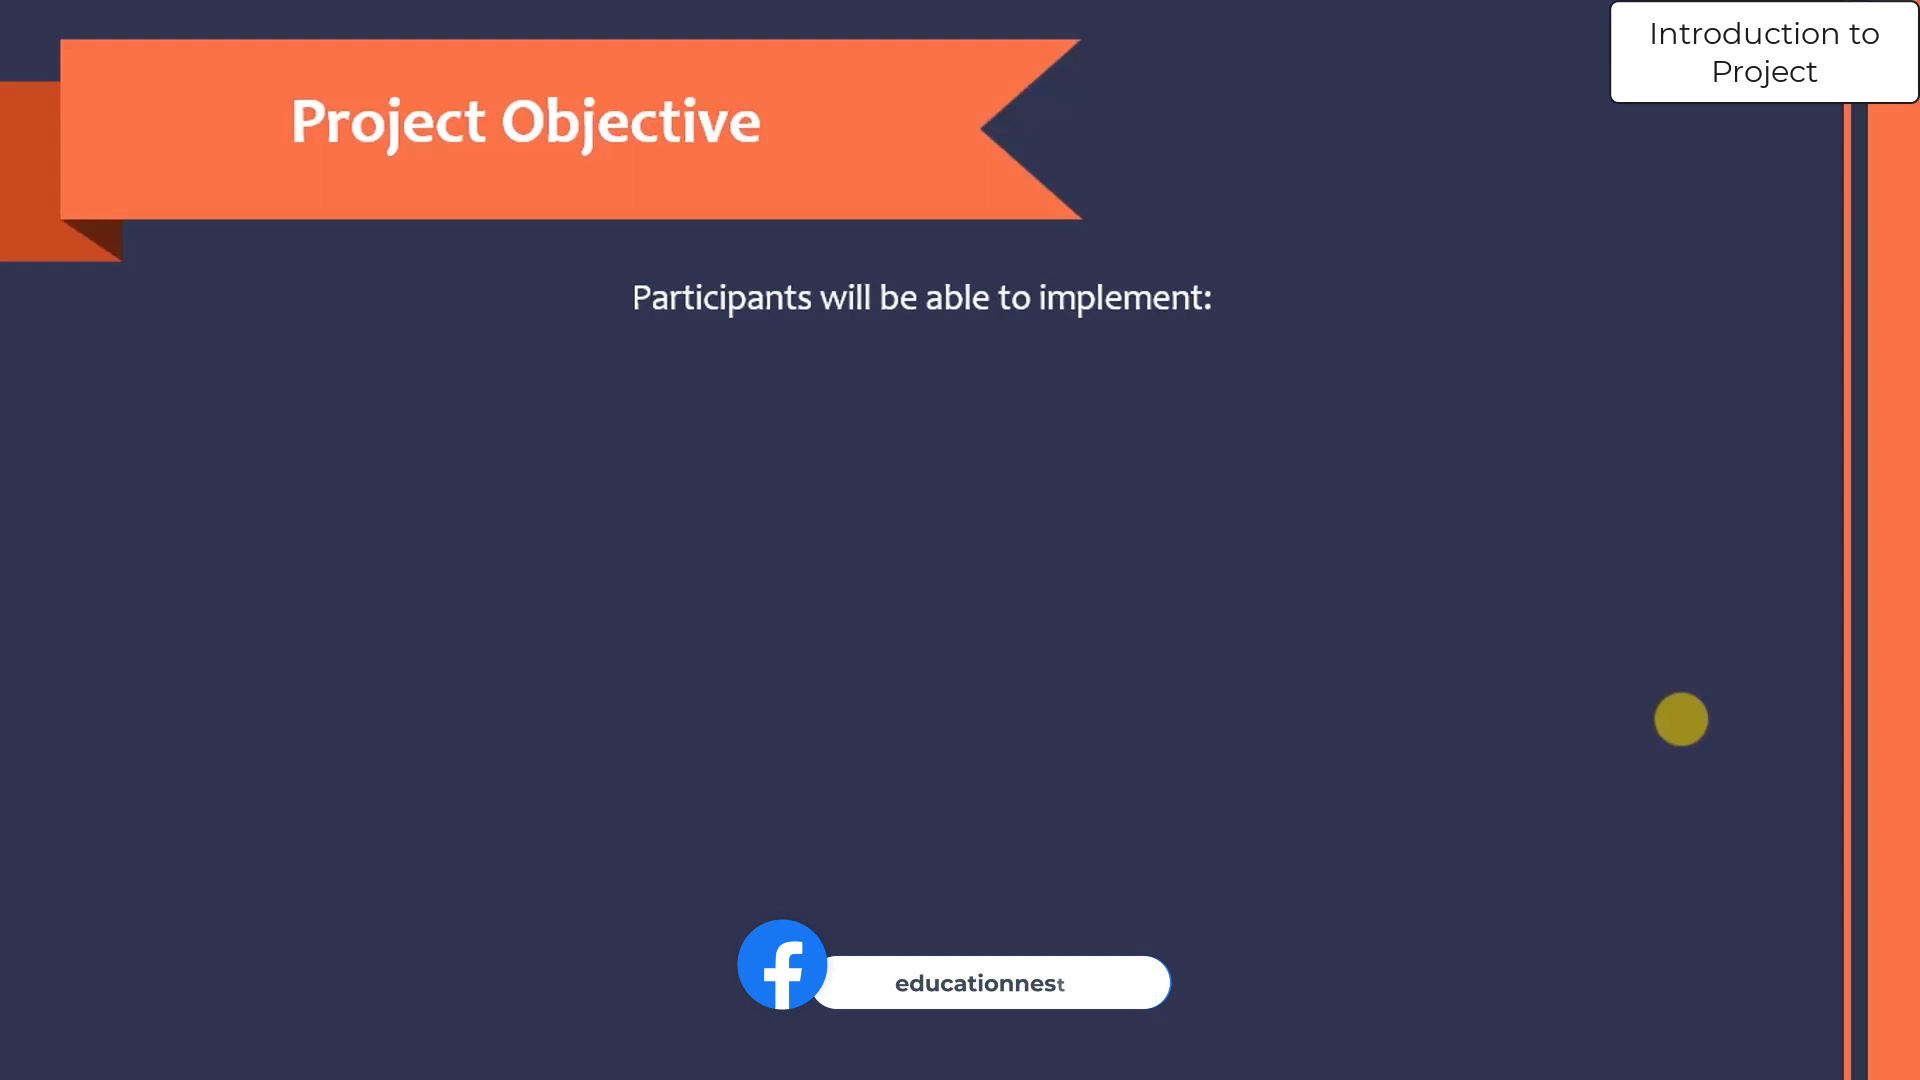 Introduction to
Project
Project Objective
Participants will be able to implement:
educationnest